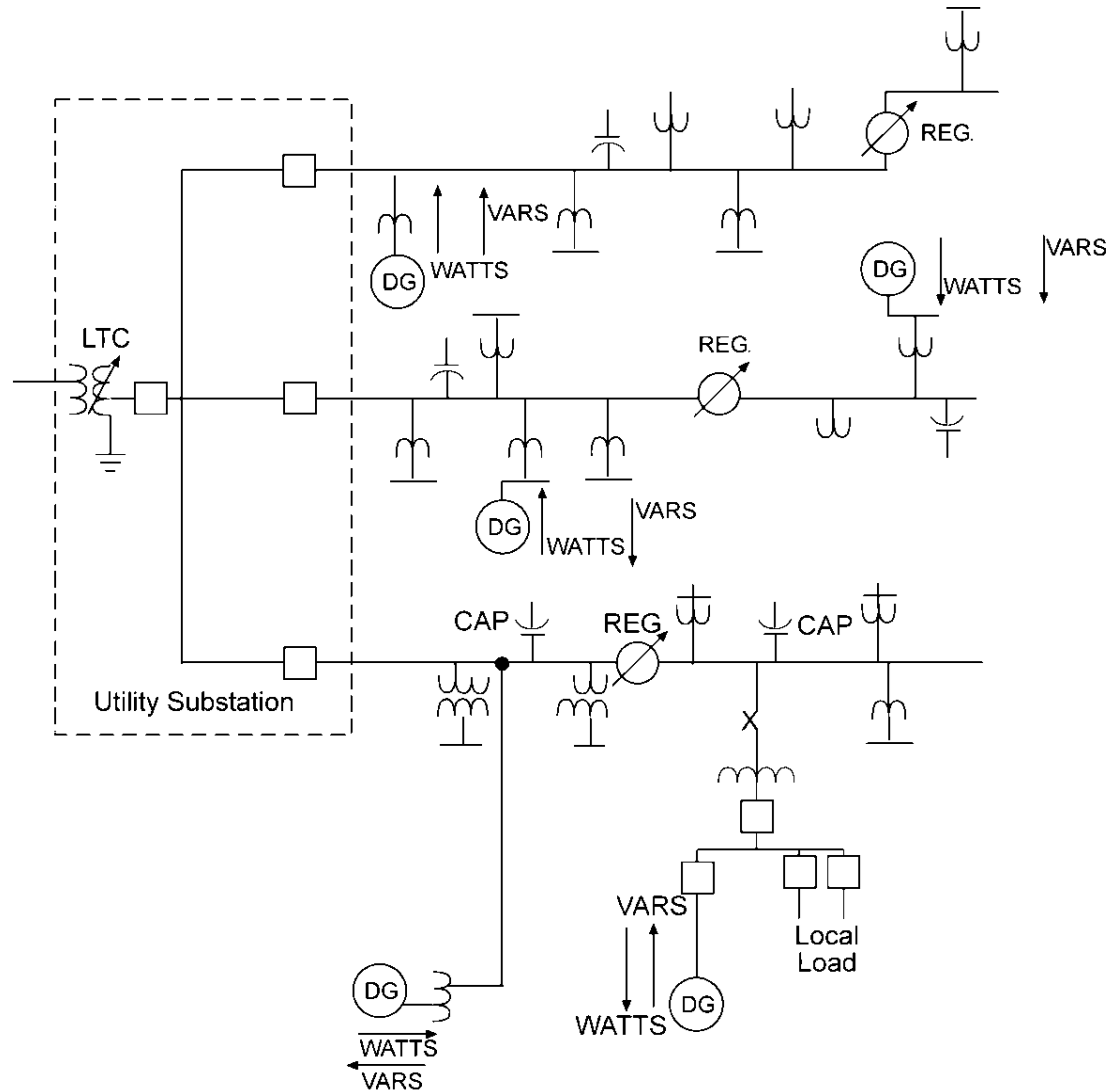 REG.
VARS
WATTS
DG
DG
VARS
WATTS
LTC
REG.
VARS
DG
WATTS
CAP
REG
CAP
Utility Substation
VARS
Local
Load
DG
DG
WATTS
WATTS
VARS